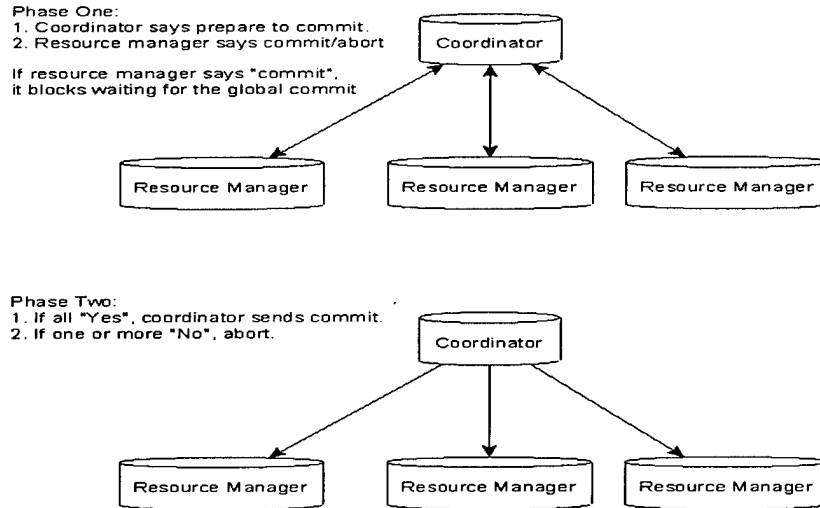 Phase One:
1. Coordinator says prepare to commit.
2. Resource manager says commit/abort
If resource manager says "commit",
it blocks waiting for the global commit
Coordinator
Resource Manager
Resource Manager
Resource Manager
Phase Two:
1. If all "Yes", coordinator sends commit.
2. If one or more "No", abort.
Coordinator
Resource Manager
Resource Manager
Resource Manager